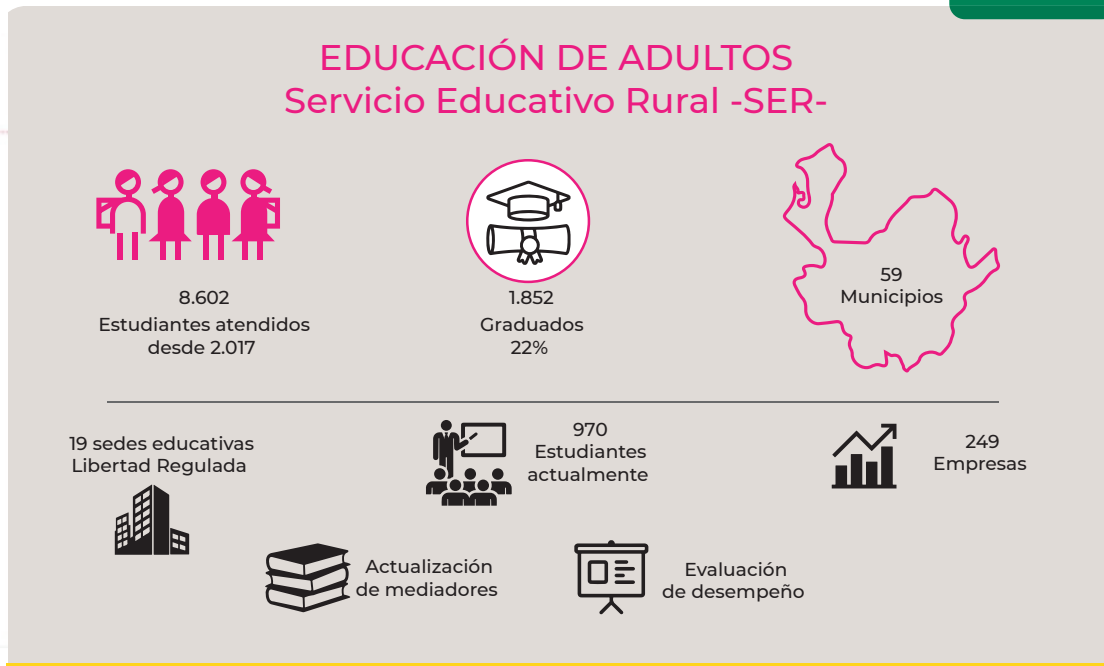 EDUCACIÓN DE ADULTOS
Servicio Educativo Rural -SER-
8.602
Estudiantes atendidos
desde 2.017
1.852
Graduados
22%
59
Municipios
19 sedes educativas
Libertad Regulada
970
Estudiantes
actualmente
249
Empresas
Actualización
de mediadores
Evaluación
de desempeño